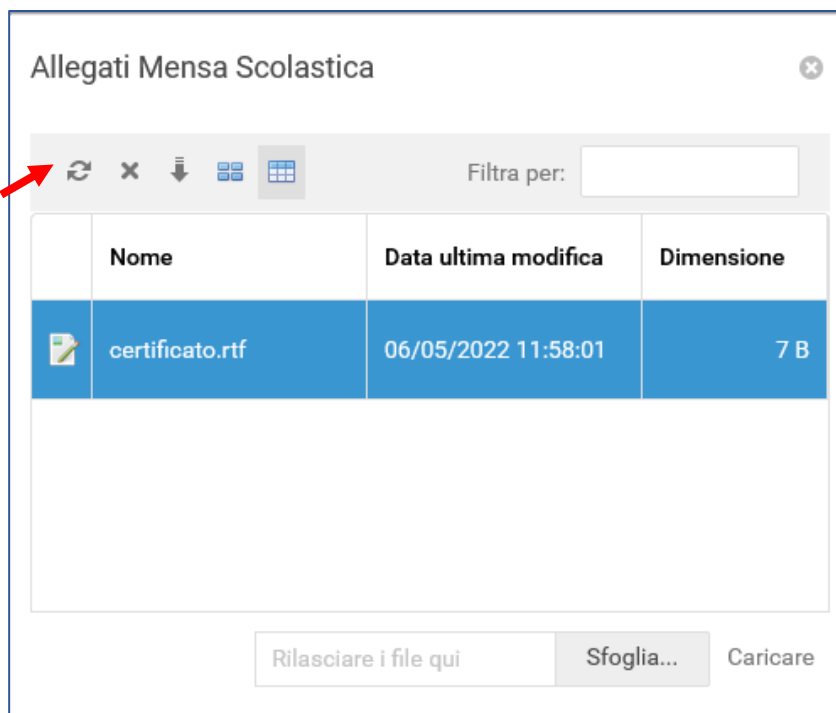 Allegati Mensa Scolastica
Filtra per:
Nome Data ultima modifica Dimensione
certificato.rtf 06/05/2022 11:58:01 7 B
Rilasciare i file qui Sfoglia... Caricare